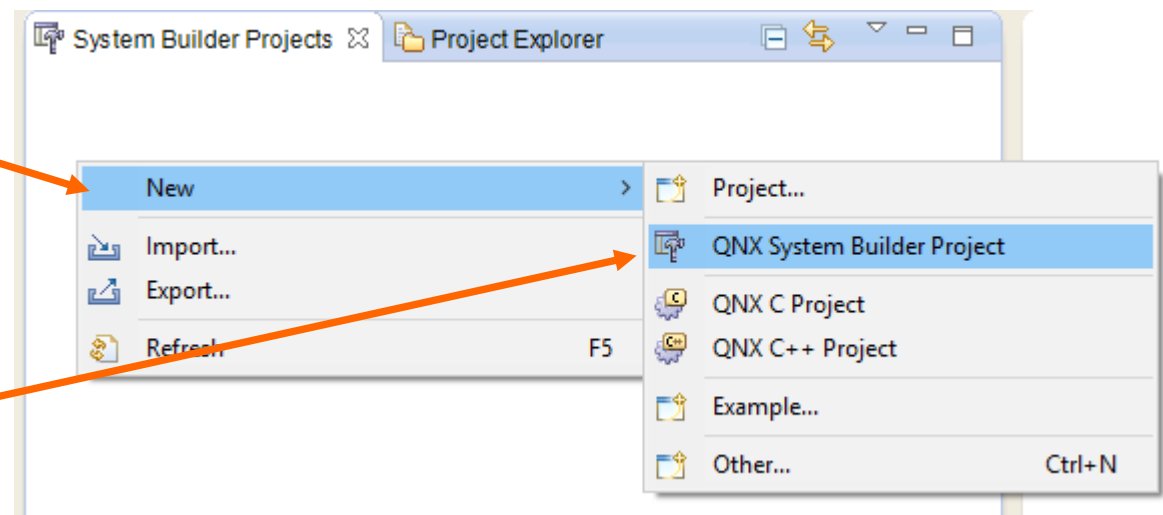 System Builder Projects
Project Explorer
New
Import...
Export...
Refresh F5
Project...
QNX System Builder Project
QNX C Project
QNX C++ Project
Example...
Other... Ctrl+N